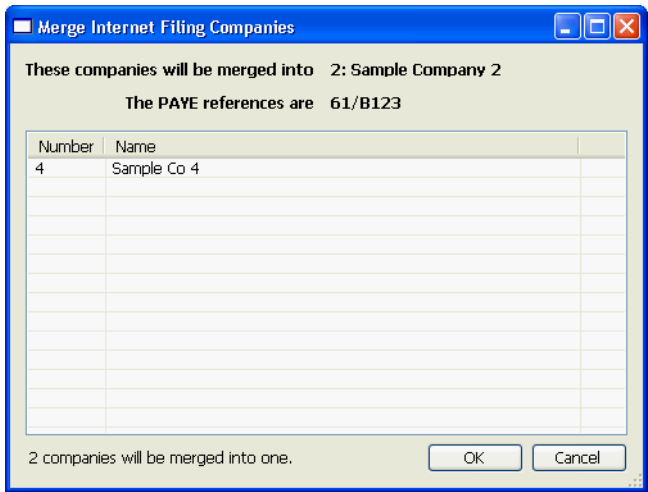 Merge Internet Filing Companies
These companies will be merged into 2: Sample Company 2
The PAYE references are 61/B123
Number Name
4 Sample Co 4
2 companies will be merged into one. OK Cancel